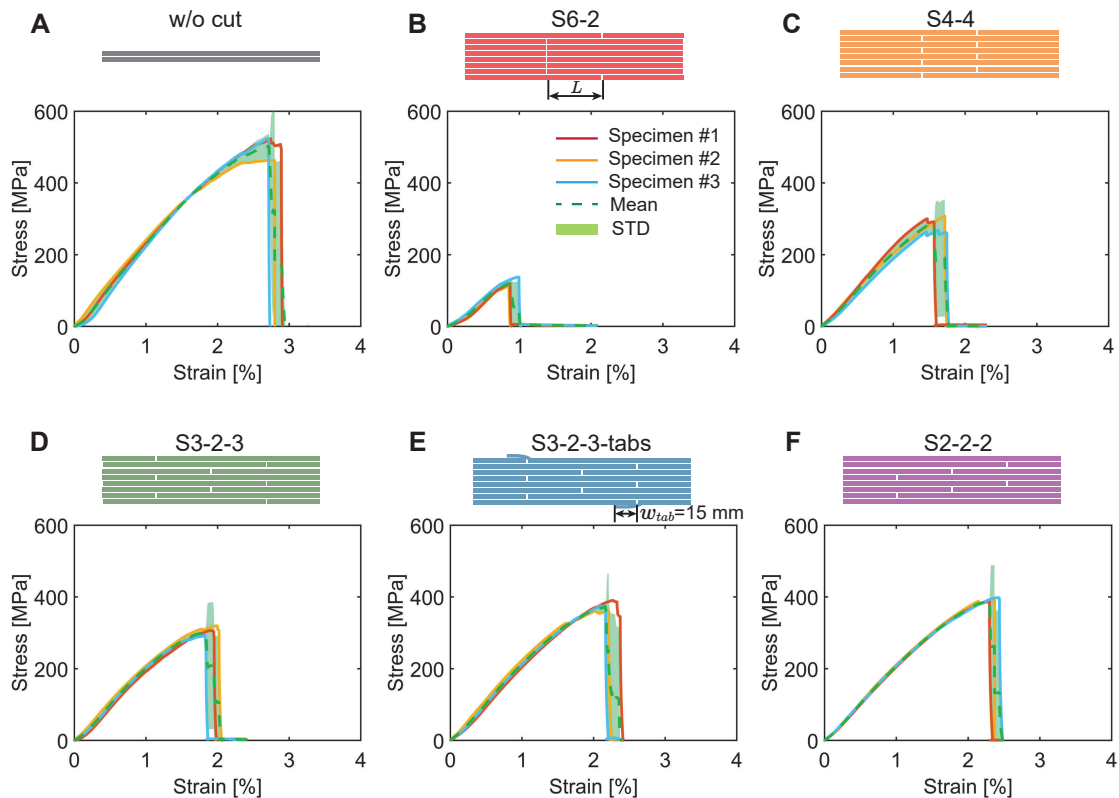 A
w/o cut
B
S6-2
C
S4-4
L
600
400
200
0
Stress [MPa]
0 1 2 3 4
Strain [%]
600
400
200
0
Stress [MPa]
Specimen #1
Specimen #2
Specimen #3
Mean
STD
0 1 2 3 4
Strain [%]
600
400
200
0
Stress [MPa]
0 1 2 3 4
Strain [%]
D
S3-2-3
E
S3-2-3-tabs
F
S2-2-2
w_tab=15 mm
600
400
200
0
Stress [MPa]
0 1 2 3 4
Strain [%]
600
400
200
0
Stress [MPa]
0 1 2 3 4
Strain [%]
600
400
200
0
Stress [MPa]
0 1 2 3 4
Strain [%]